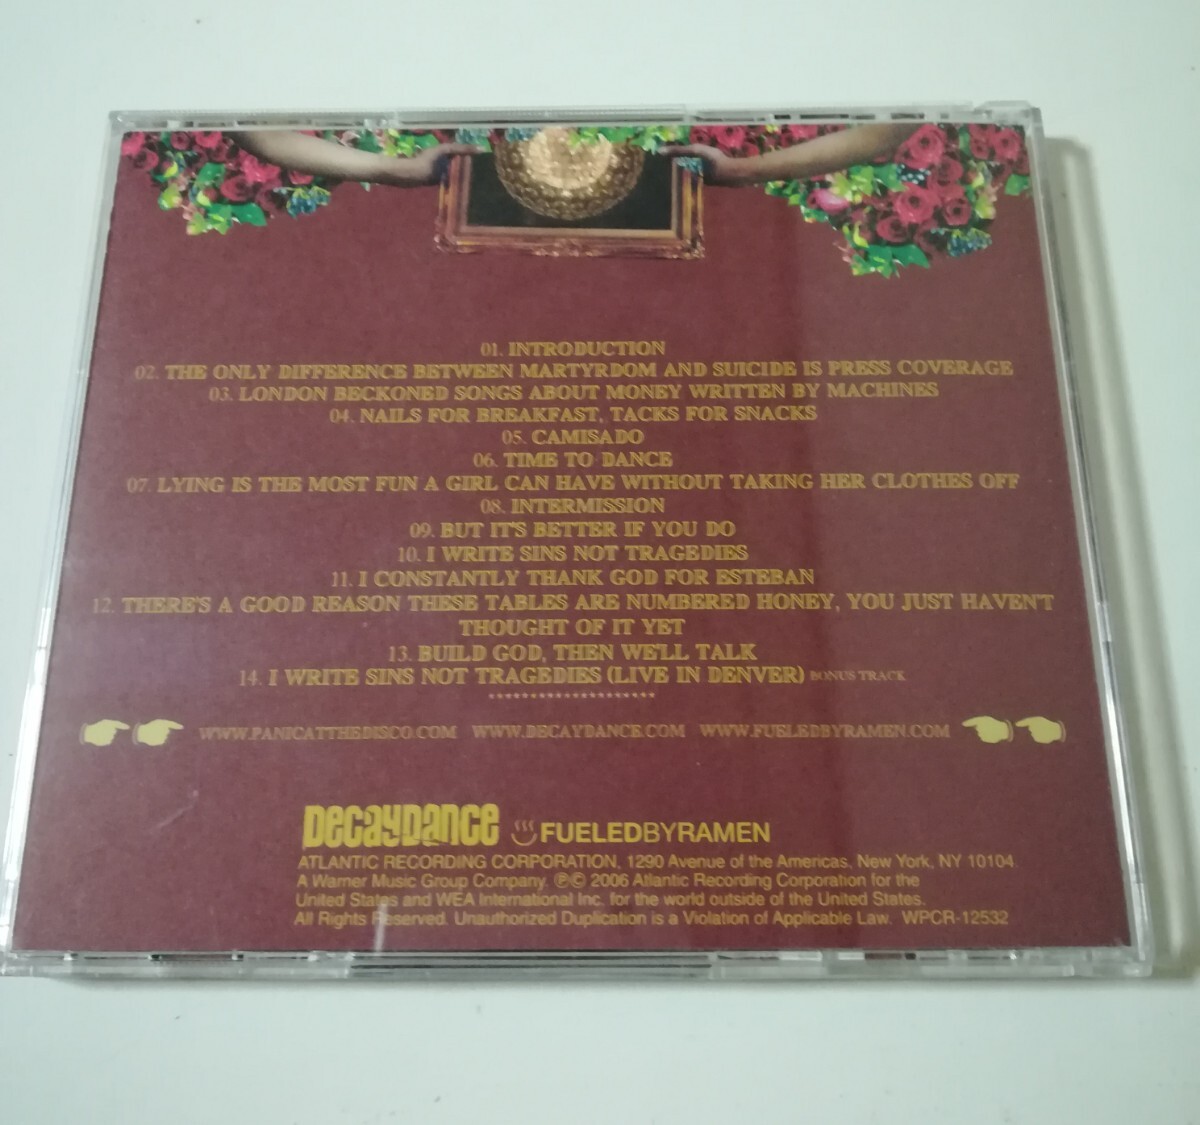 01. INTRODUCTION
02. THE ONLY DIFFERENCE BETWEEN MARTYRDOM AND SUICIDE IS PRESS COVERAGE
03. LONDON BECKONED SONGS ABOUT MONEY WRITTEN BY MACHINES
04. NAILS FOR BREAKFAST, TACKS FOR SNACKS
05. CAMISADO
06. TIME TO DANCE
07. LYING IS THE MOST FUN A GIRL CAN HAVE WITHOUT TAKING HER CLOTHES OFF
08. INTERMISSION
09. BUT IT'S BETTER IF YOU DO
10. I WRITE SINS NOT TRAGEDIES
11. I CONSTANTLY THANK GOD FOR ESTEBAN
12. THERE'S A GOOD REASON THESE TABLES ARE NUMBERED HONEY, YOU JUST HAVEN'T
THOUGHT OF IT YET
13. BUILD GOD, THEN WE'LL TALK
14. I WRITE SINS NOT TRAGEDIES (LIVE IN DENVER) BONUS TRACK
WWW.PANICATTHEDISCO.COM WWW.DECAYDANCE.COM WWW.FUELEDBYRAMEN.COM
DECAYDANCE FUELEDBYRAMEN
ATLANTIC RECORDING CORPORATION, 1290 Avenue of the Americas, New York, NY 10104.
A Warner Music Group Company. ℗© 2006 Atlantic Recording Corporation for the
United States and WEA International Inc. for the world outside of the United States.
All Rights Reserved. Unauthorized Duplication is a Violation of Applicable Law. WPCR-12532